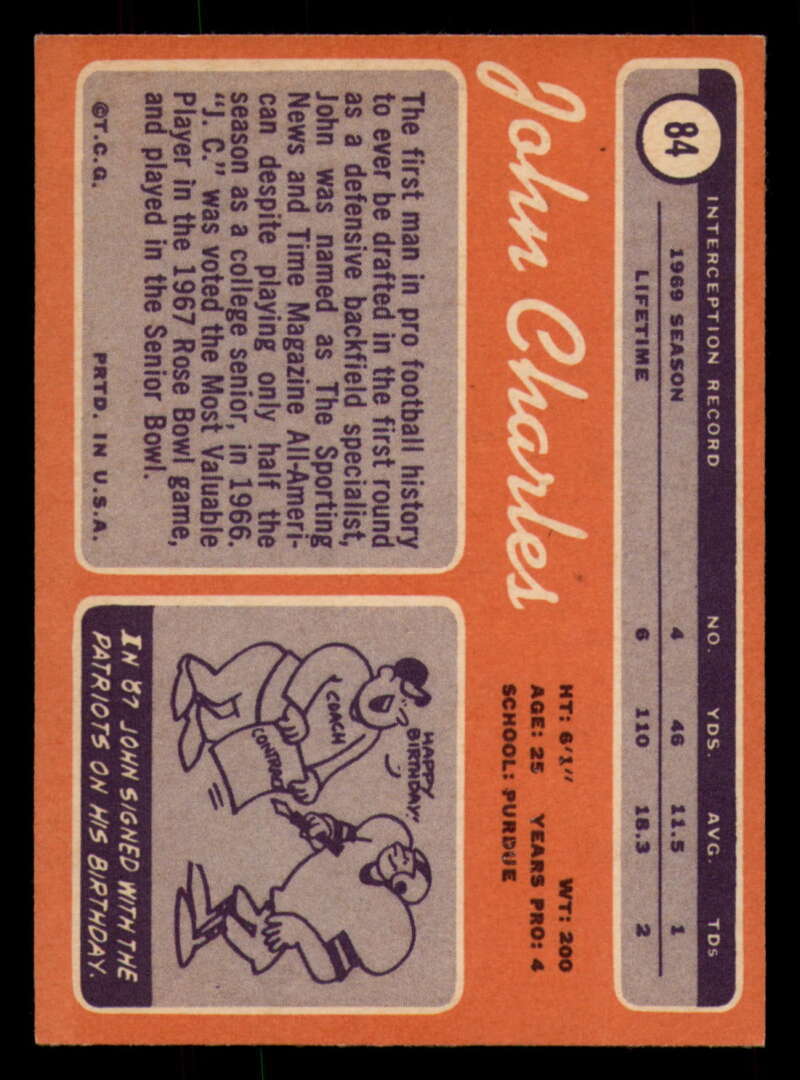 84
INTERCEPTION RECORD NO. YDS. AVG. TDs
1969 SEASON 4 46 11.5 1
LIFETIME 6 110 18.3 2
John Charles
HT: 6'1" WT: 200
AGE: 25 YEARS PRO: 4
SCHOOL: PURDUE
The first man in pro football history
to ever be drafted in the first round
as a defensive backfield specialist,
John was named as The Sporting
News and Time Magazine All-Ameri-
can despite playing only half the
season as a college senior, in 1966.
"J. C." was voted the Most Valuable
Player in the 1967 Rose Bowl game,
and played in the Senior Bowl.
©T.C.G. PRTD. IN U.S.A.
HAPPY
BIRTHDAY!
COACH
CONTRACT
IN '67 JOHN SIGNED WITH THE
PATRIOTS ON HIS BIRTHDAY.